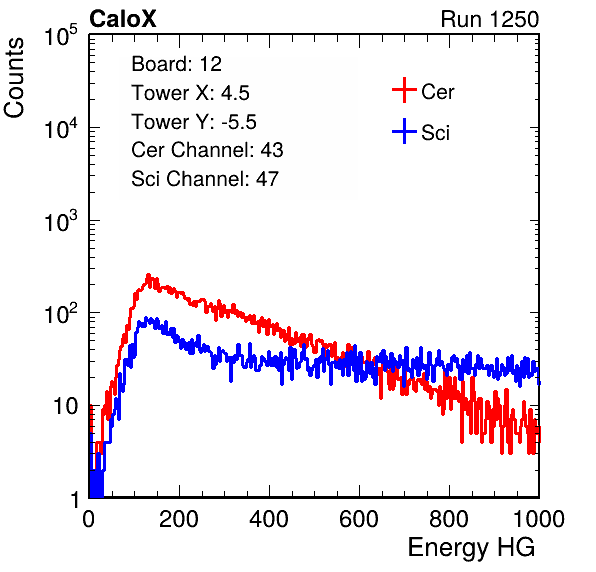 CaloX Run 1250
Counts
10^5
10^4
10^3
10^2
10
1
Board: 12
Tower X: 4.5
Tower Y: -5.5
Cer Channel: 43
Sci Channel: 47
Cer
Sci
0 200 400 600 800 1000
Energy HG